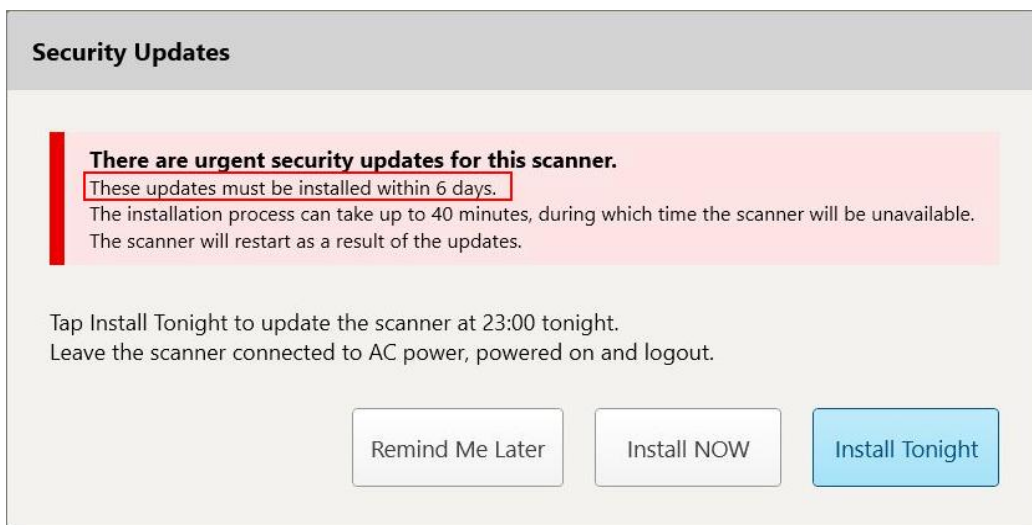 Security Updates
There are urgent security updates for this scanner.
These updates must be installed within 6 days.
The installation process can take up to 40 minutes, during which time the scanner will be unavailable.
The scanner will restart as a result of the updates.
Tap Install Tonight to update the scanner at 23:00 tonight.
Leave the scanner connected to AC power, powered on and logout.
Remind Me Later
Install NOW
Install Tonight